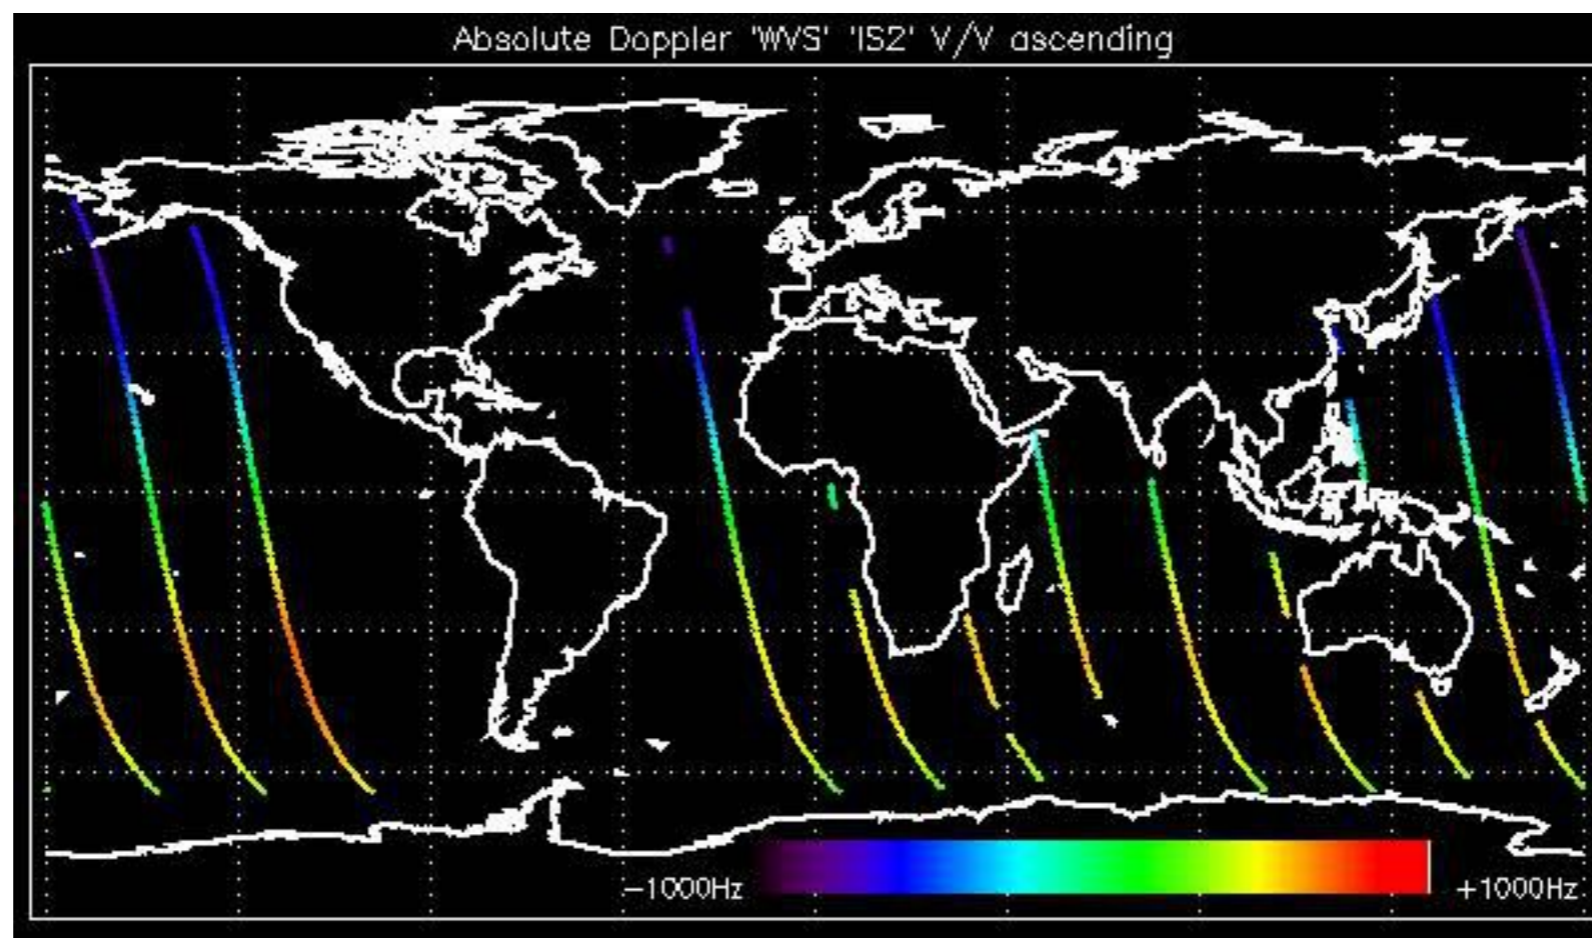 Absolute Doppler 'WVS' 'IS2' V/V ascending
-1000Hz +1000Hz